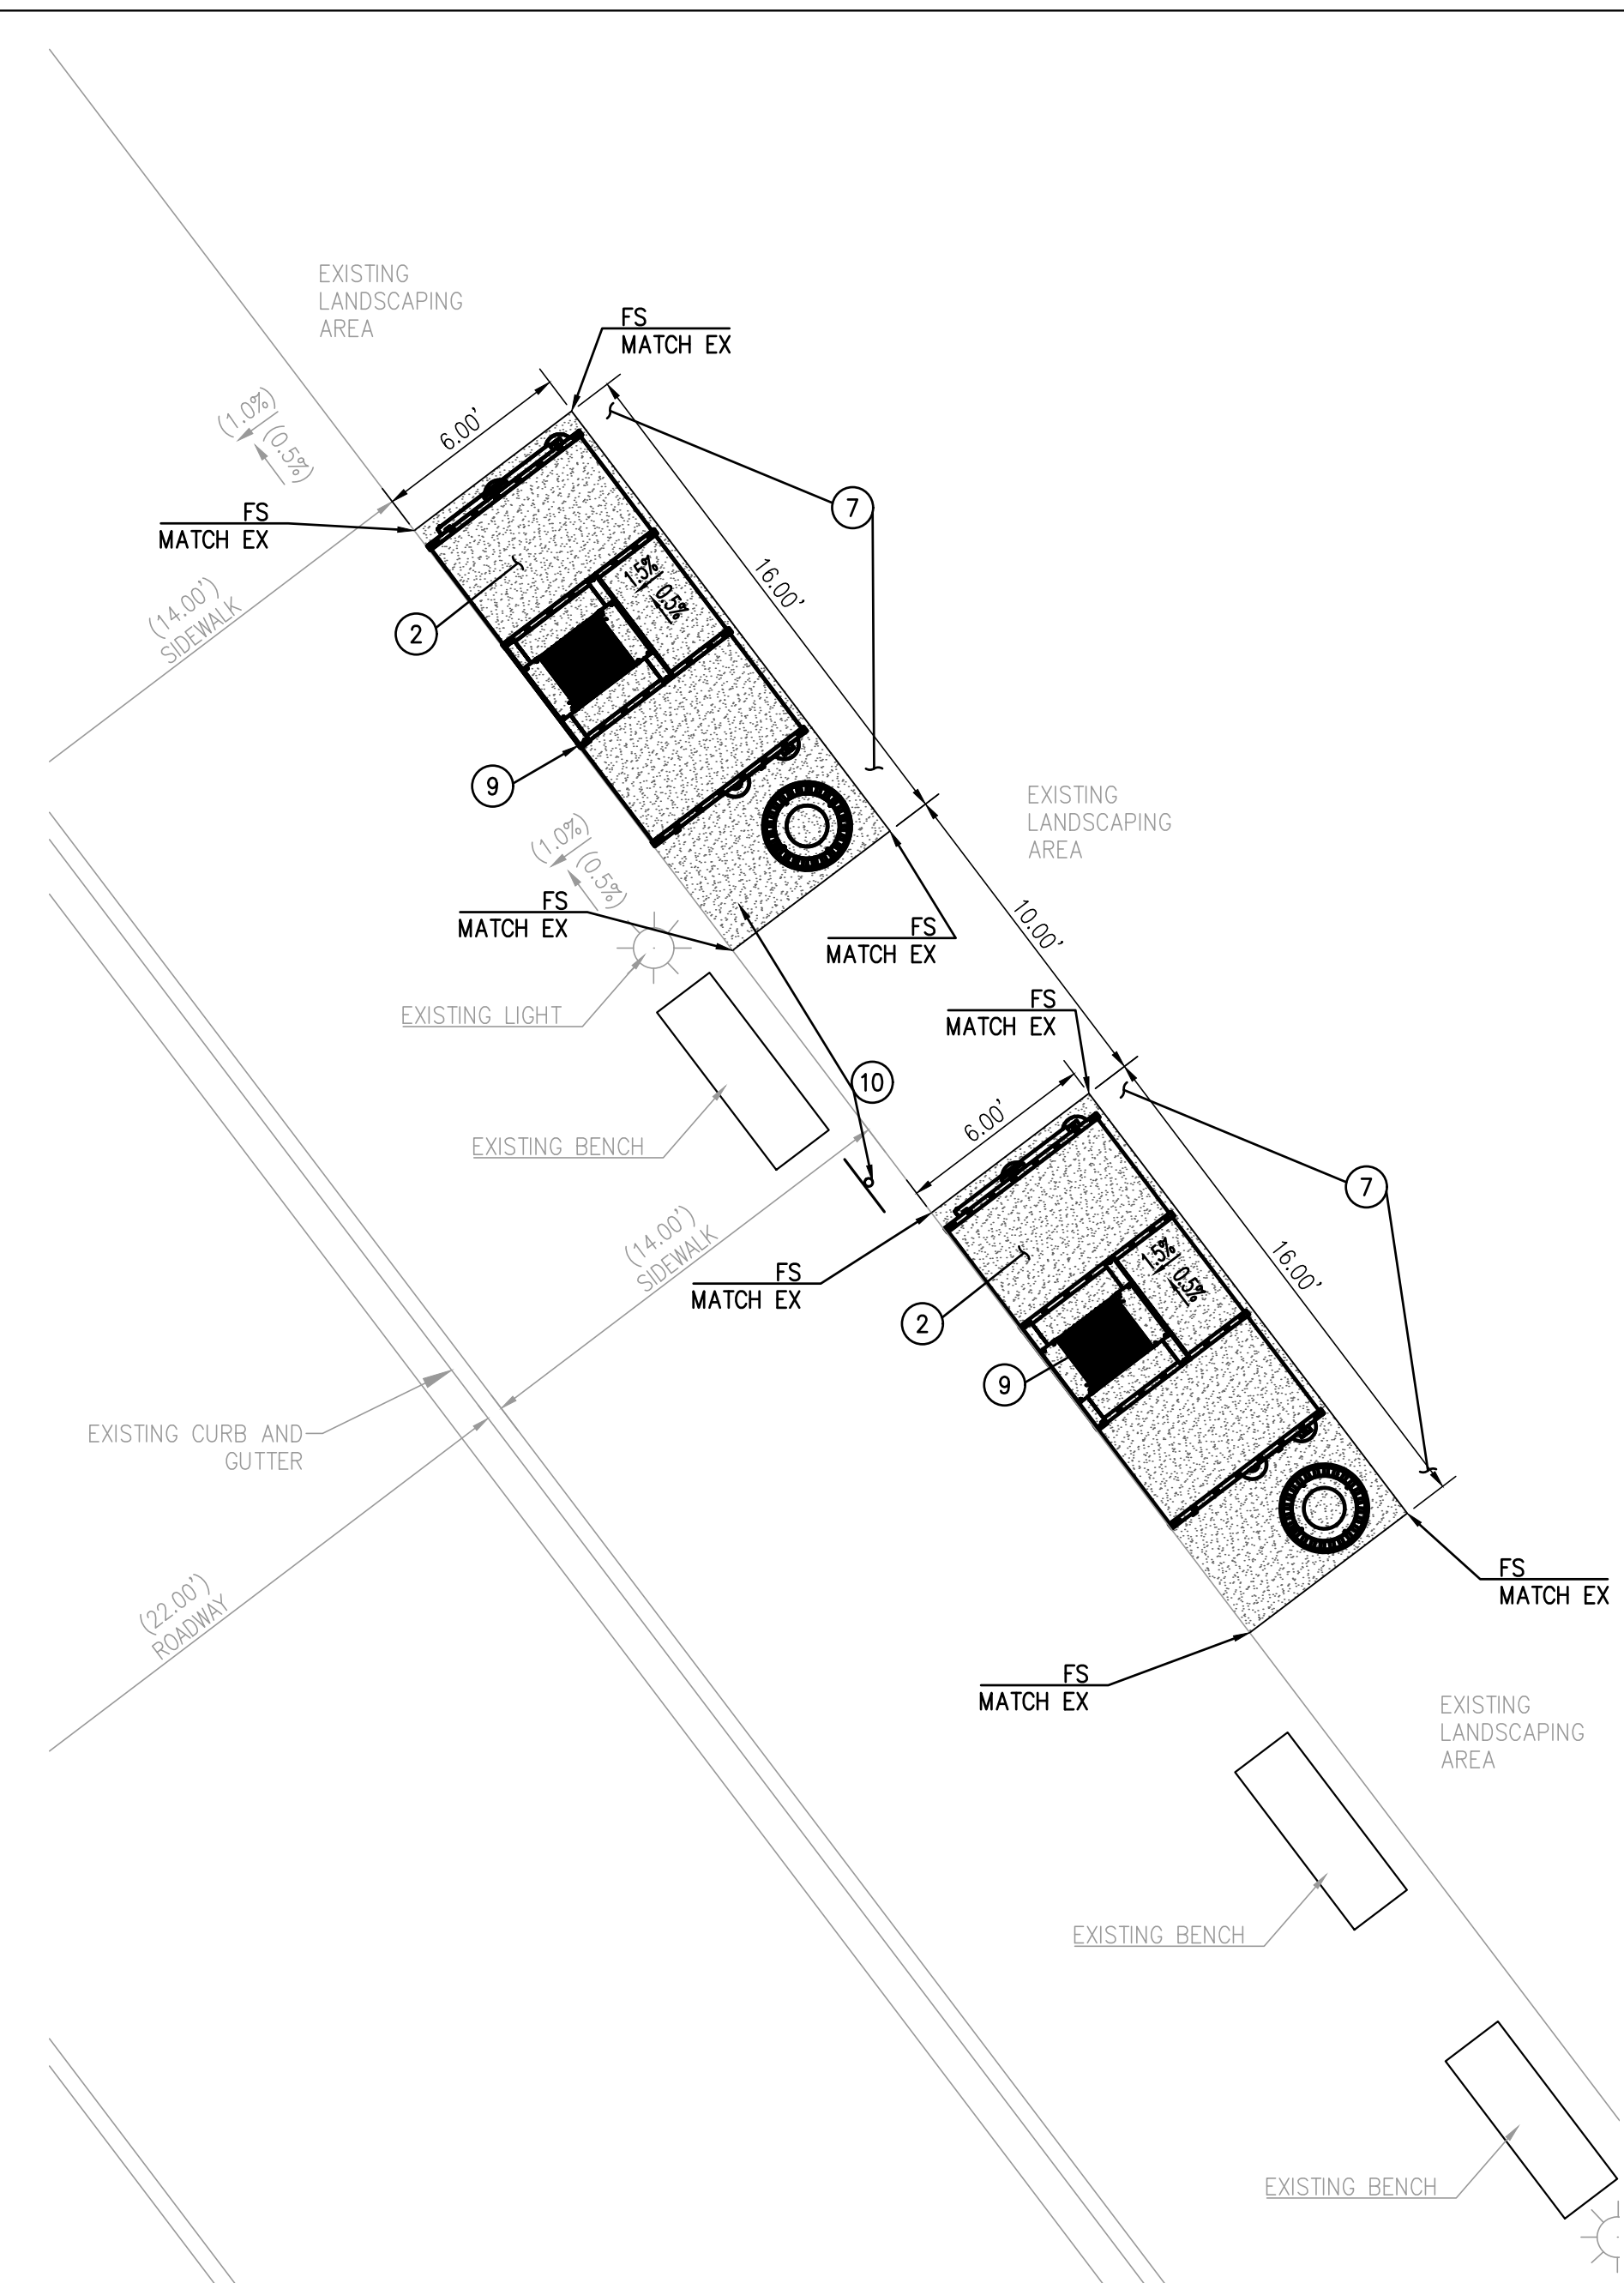 EXISTING
LANDSCAPING
AREA
FS
MATCH EX
(1.0%)
(0.5%)
6.00'
7
FS
MATCH EX
16.00'
1.5%
0.5%
(14.00')
SIDEWALK
2
9
EXISTING
LANDSCAPING
AREA
(1.0%)
(0.5%)
FS
MATCH EX
FS
MATCH EX
10.00'
EXISTING LIGHT
FS
MATCH EX
10
EXISTING BENCH
6.00'
7
(14.00')
SIDEWALK
FS
MATCH EX
1.5%
0.5%
16.00'
2
9
EXISTING CURB AND
GUTTER
(22.00')
ROADWAY
FS
MATCH EX
FS
MATCH EX
EXISTING
LANDSCAPING
AREA
EXISTING BENCH
EXISTING BENCH